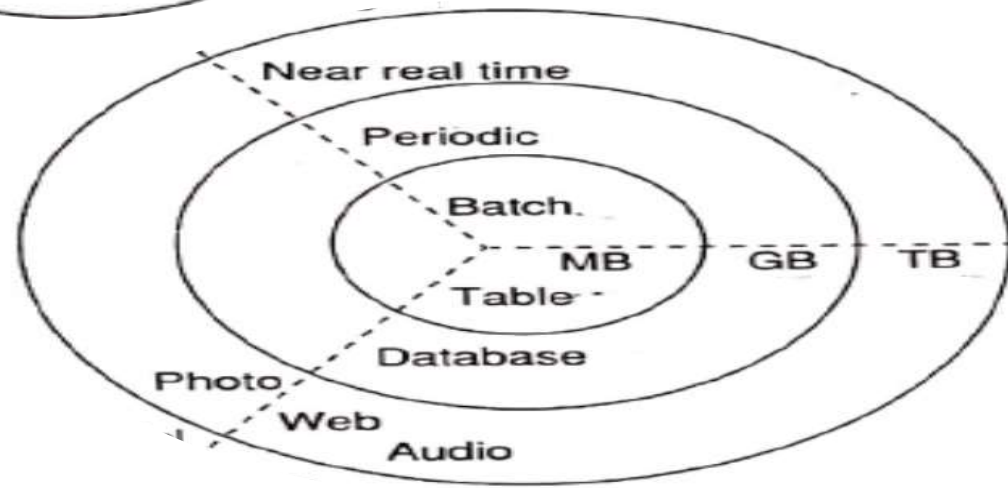 Near real time
Periodic
Batch
MB GB TB
Table
Database
Photo
Web
Audio